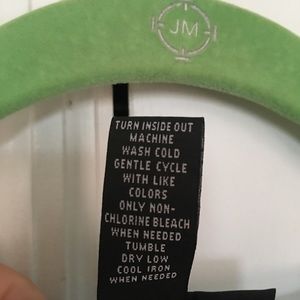 JM
TURN INSIDE OUT
MACHINE
WASH COLD
GENTLE CYCLE
WITH LIKE
COLORS
ONLY NON-
CHLORINE BLEACH
WHEN NEEDED
TUMBLE
DRY LOW
COOL IRON
WHEN NEEDED